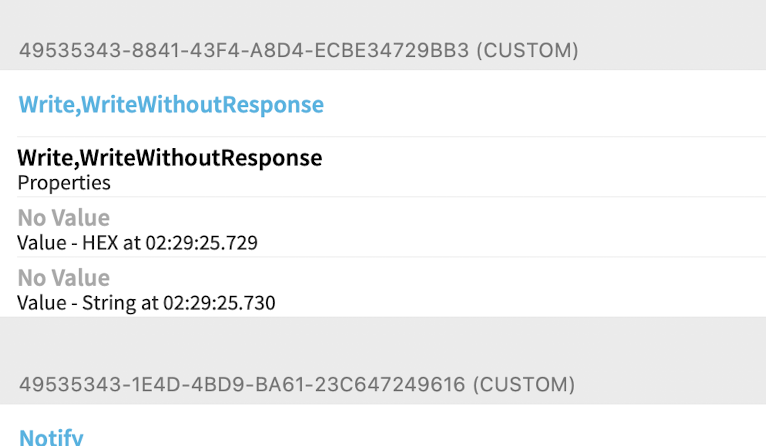 49535343-8841-43F4-A8D4-ECBE34729BB3 (CUSTOM)
Write,WriteWithoutResponse
Write,WriteWithoutResponse
Properties
No Value
Value - HEX at 02:29:25.729
No Value
Value - String at 02:29:25.730
49535343-1E4D-4BD9-BA61-23C647249616 (CUSTOM)
Notify